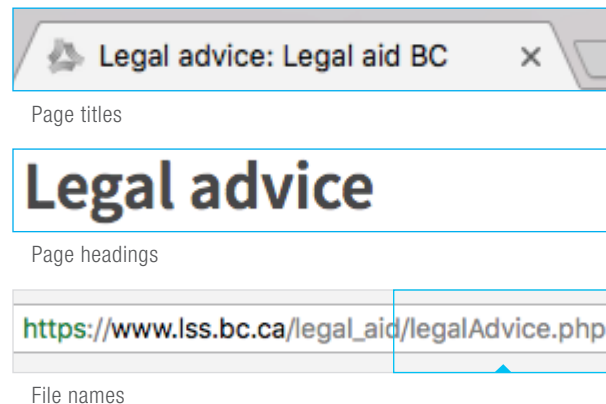 Legal advice: Legal aid BC ×
Page titles
Legal advice
Page headings
https://www.lss.bc.ca/legal_aid/legalAdvice.php
File names